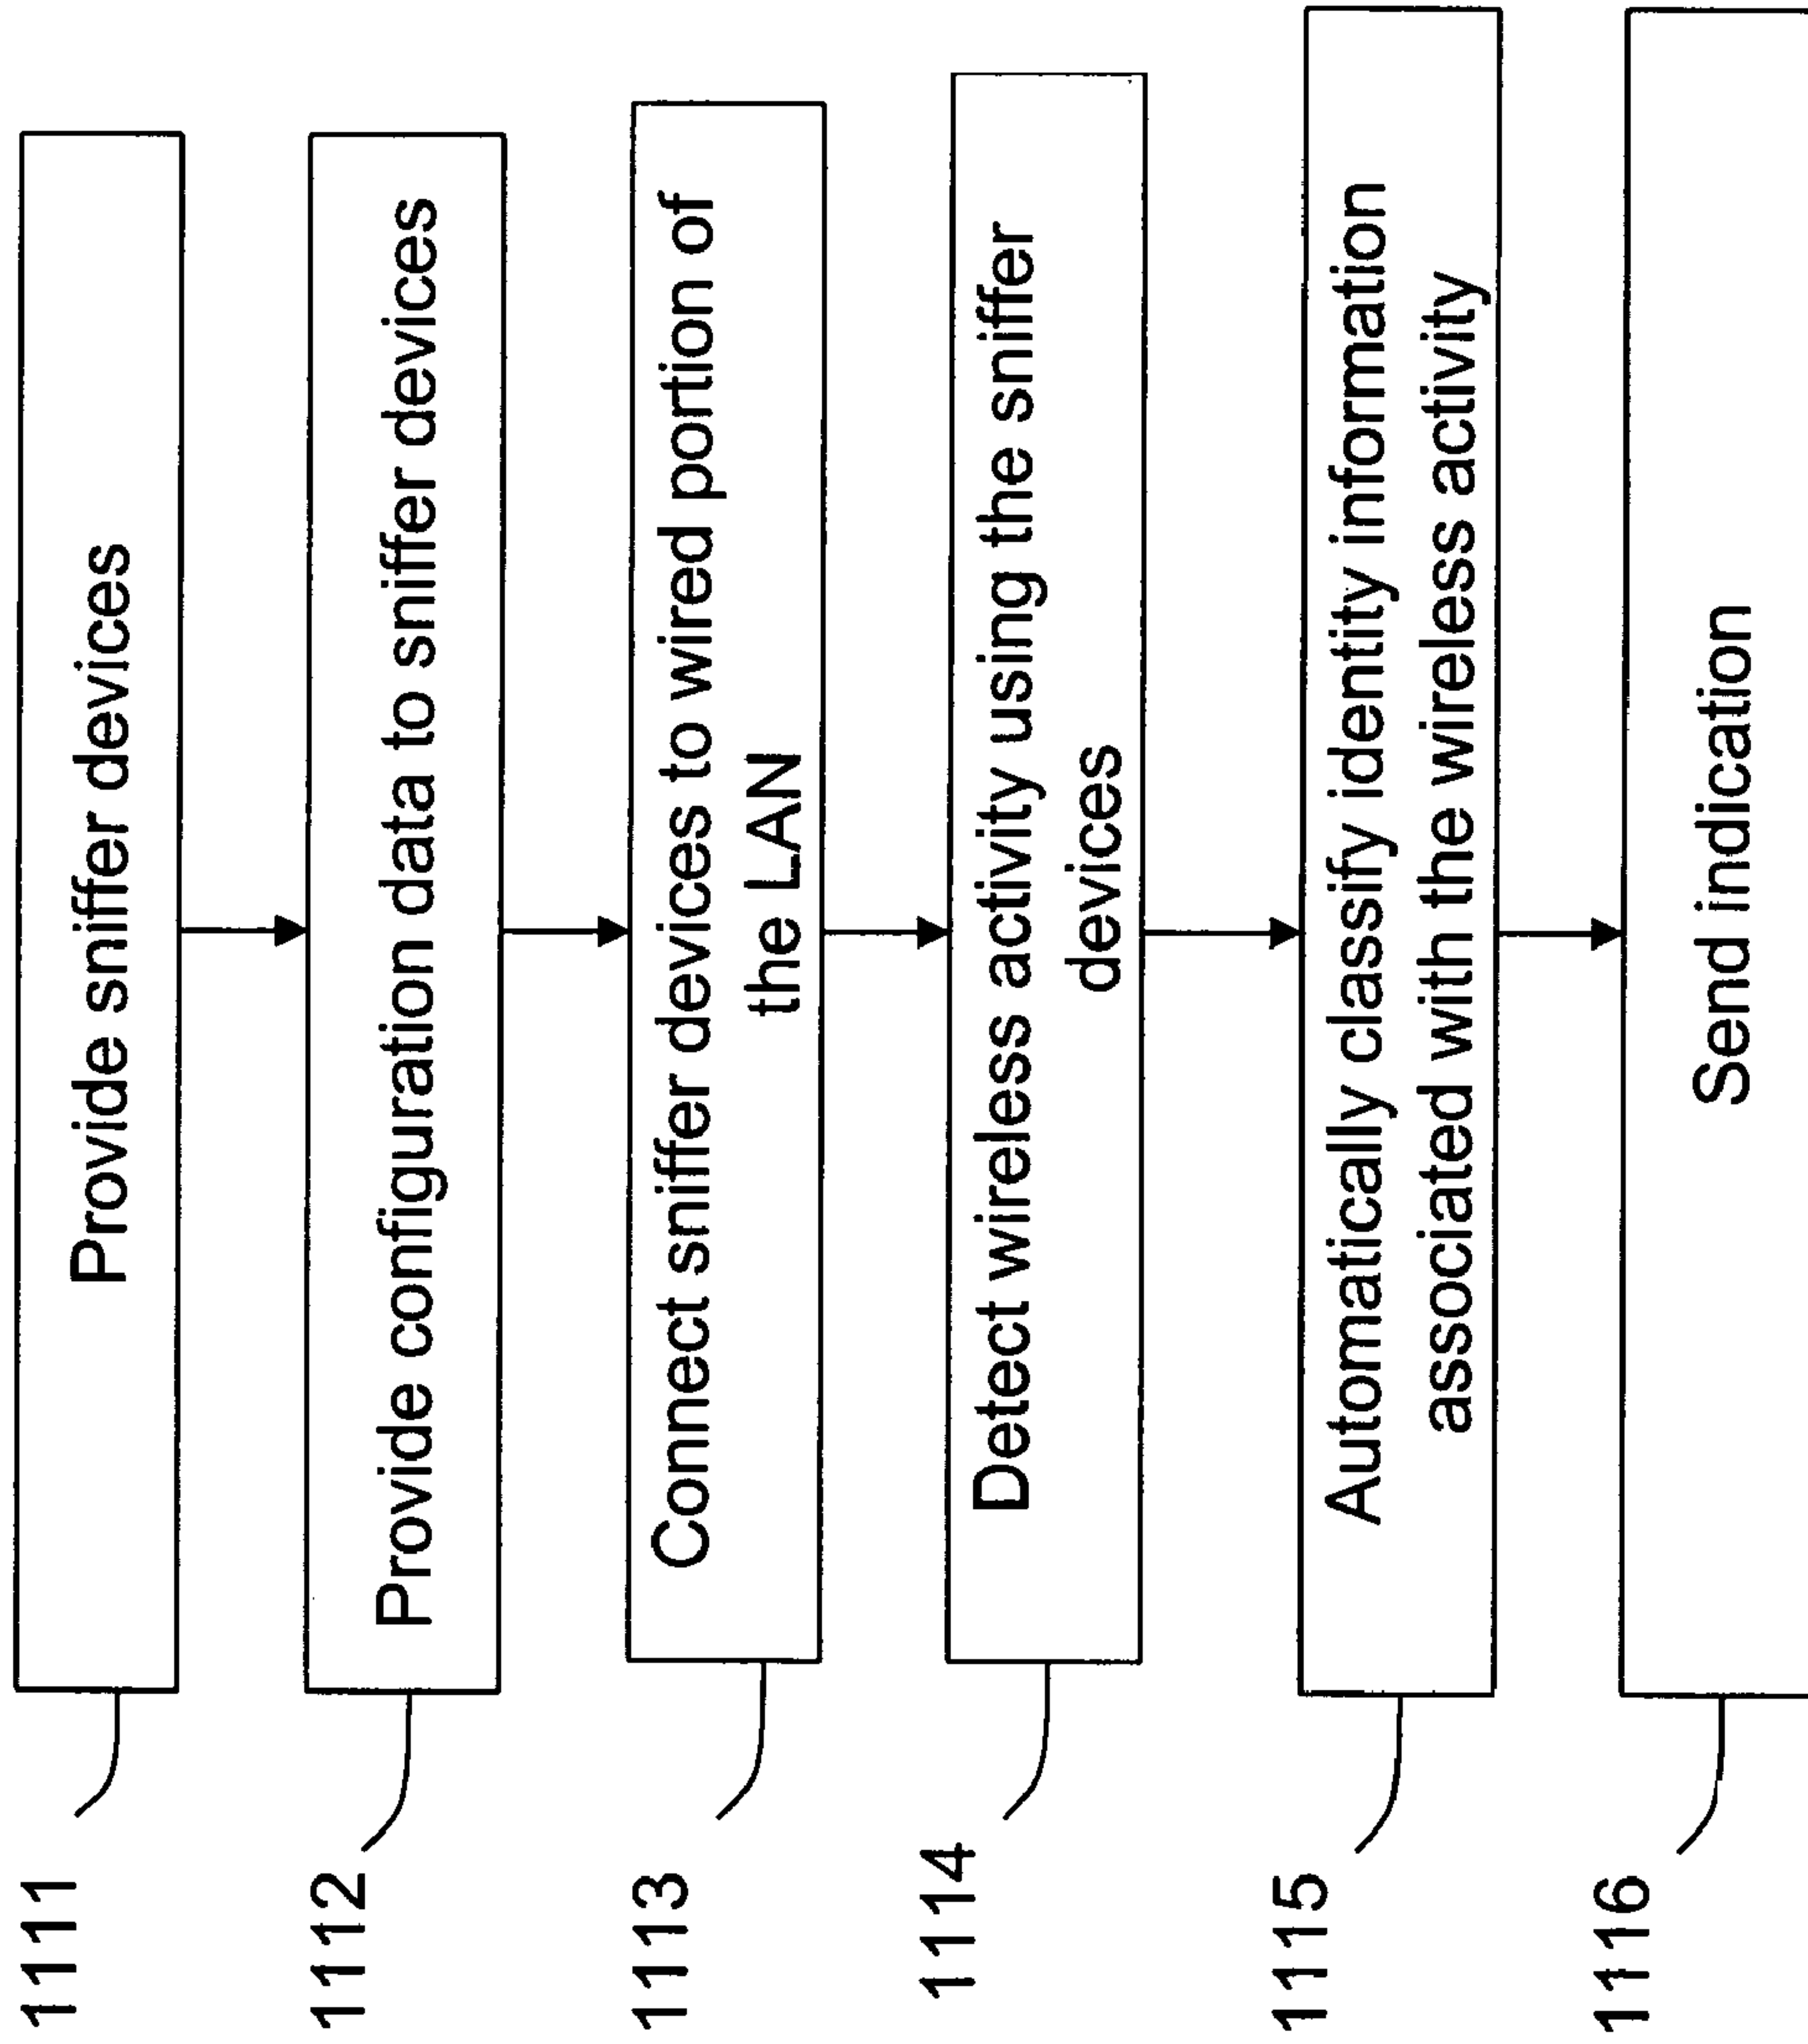 1111
Provide sniffer devices
1112
Provide configuration data to sniffer devices
1113
Connect sniffer devices to wired portion of
the LAN
1114
Detect wireless activity using the sniffer
devices
1115
Automatically classify identity information
associated with the wireless activity
1116
Send indication